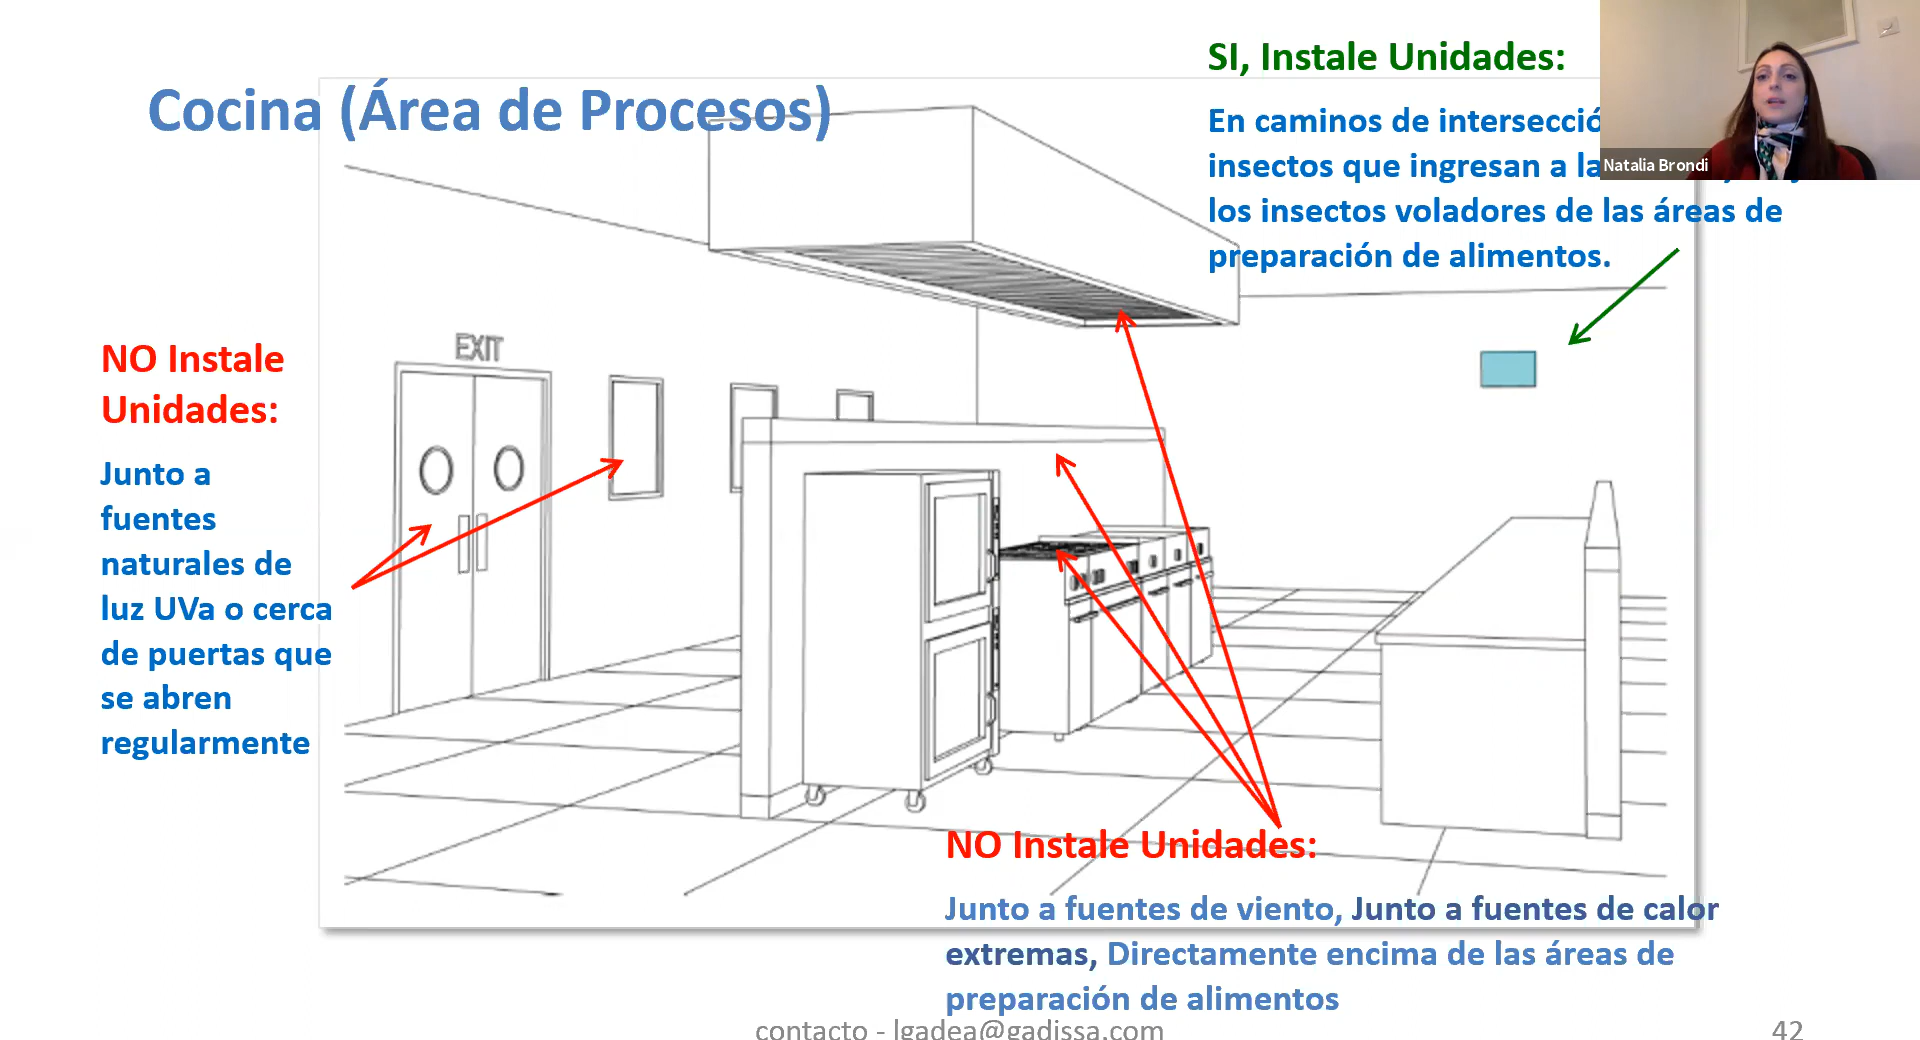 Cocina (Área de Procesos)
SI, Instale Unidades:
En caminos de intersecció
insectos que ingresan a la
los insectos voladores de las áreas de
preparación de alimentos.
Natalia Brondi
EXIT
NO Instale
Unidades:
Junto a
fuentes
naturales de
luz UVa o cerca
de puertas que
se abren
regularmente
NO Instale Unidades:
Junto a fuentes de viento, Junto a fuentes de calor
extremas, Directamente encima de las áreas de
preparación de alimentos
contacto - lgadea@gadissa.com
42